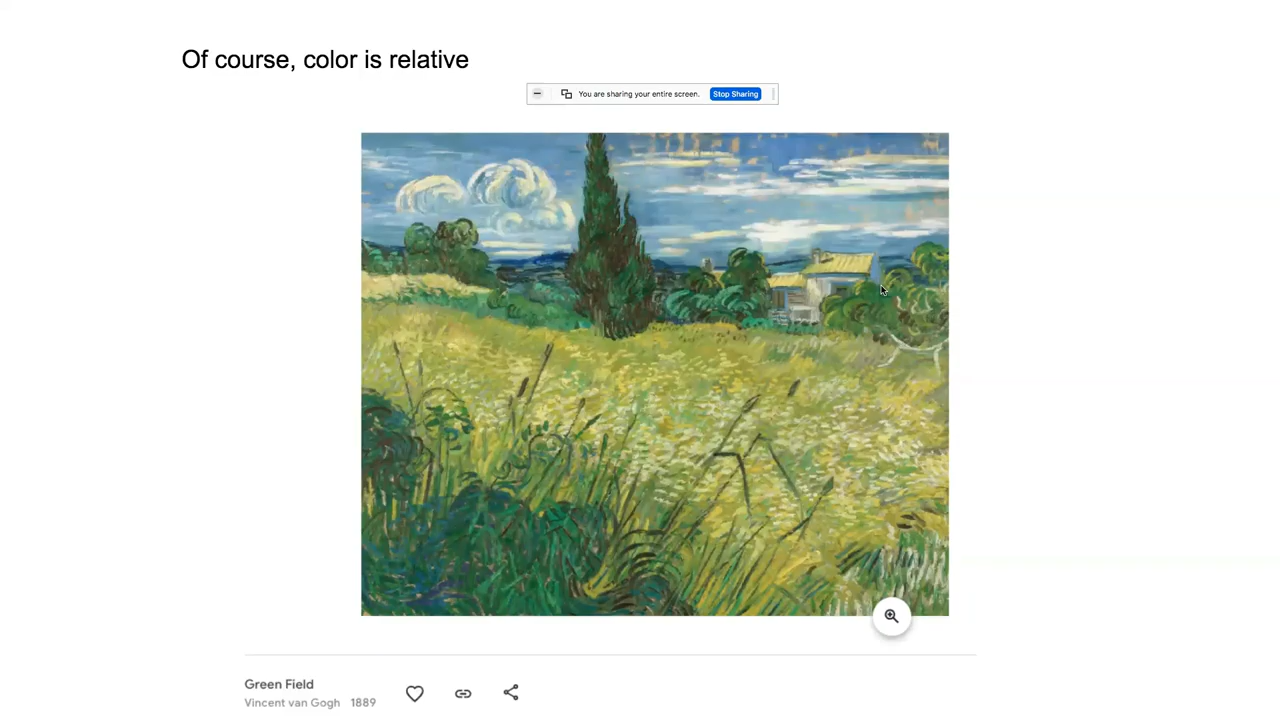 Of course, color is relative
You are sharing your entire screen. Stop Sharing
Green Field
Vincent van Gogh 1889